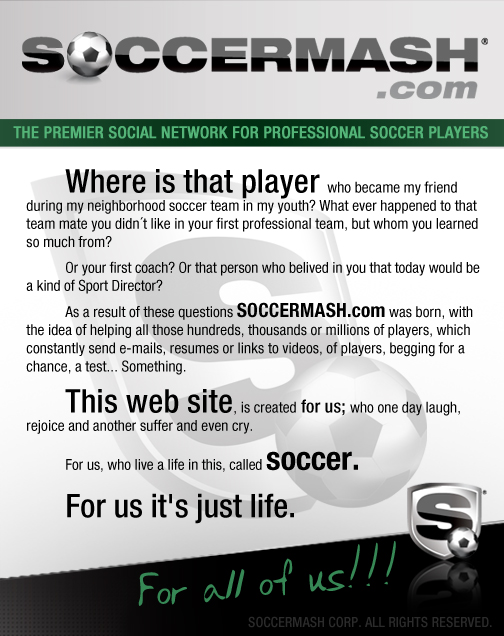 SOCCERMASH®
.com
THE PREMIER SOCIAL NETWORK FOR PROFESSIONAL SOCCER PLAYERS
Where is that player who became my friend
during my neighborhood soccer team in my youth? What ever happened to that
team mate you didn´t like in your first professional team, but whom you learned
so much from?
Or your first coach? Or that person who belived in you that today would be
a kind of Sport Director?
As a result of these questions SOCCERMASH.com was born, with
the idea of helping all those hundreds, thousands or millions of players, which
constantly send e-mails, resumes or links to videos, of players, begging for a
chance, a test... Something.
This web site, is created for us; who one day laugh,
rejoice and another suffer and even cry.
For us, who live a life in this, called soccer.
For us it's just life.
S®
For all of us!!!
SOCCERMASH CORP. ALL RIGHTS RESERVED.